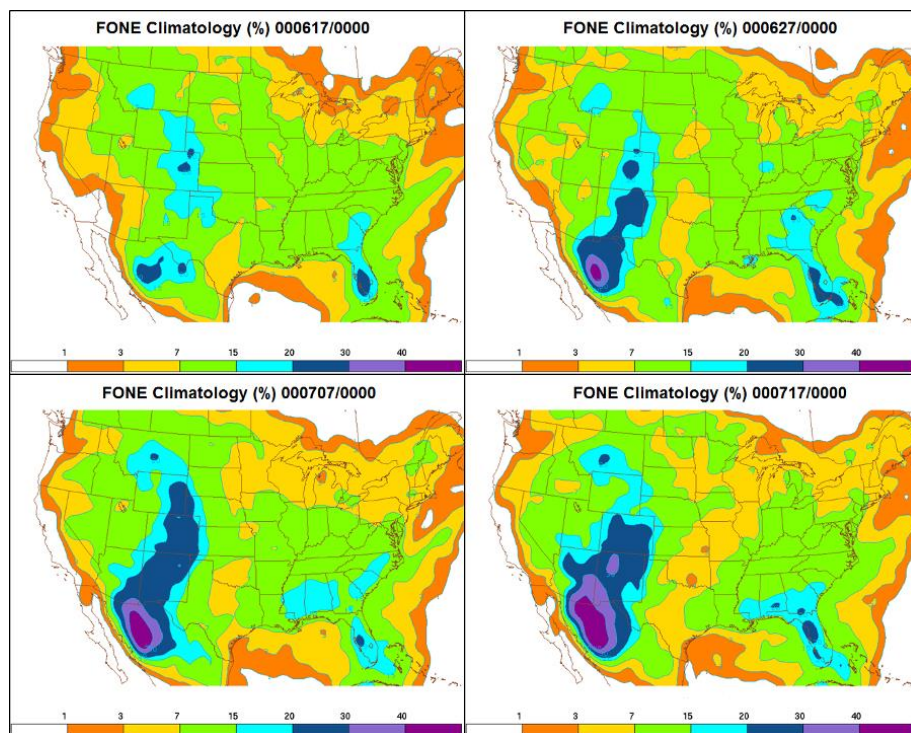 FONE Climatology (%) 000617/0000
1 3 7 15 20 30 40
FONE Climatology (%) 000627/0000
1 3 7 15 20 30 40
FONE Climatology (%) 000707/0000
1 3 7 15 20 30 40
FONE Climatology (%) 000717/0000
1 3 7 15 20 30 40